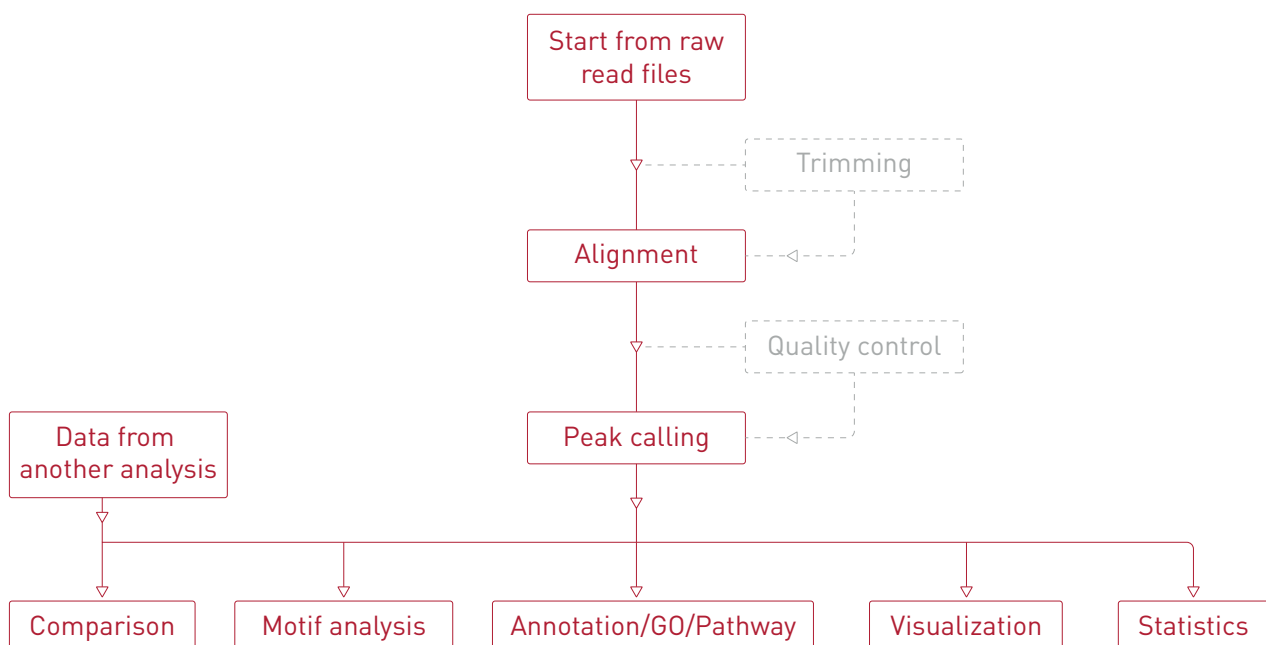 Start from raw
read files
Trimming
Alignment
Quality control
Data from
another analysis
Peak calling
Comparison
Motif analysis
Annotation/GO/Pathway
Visualization
Statistics